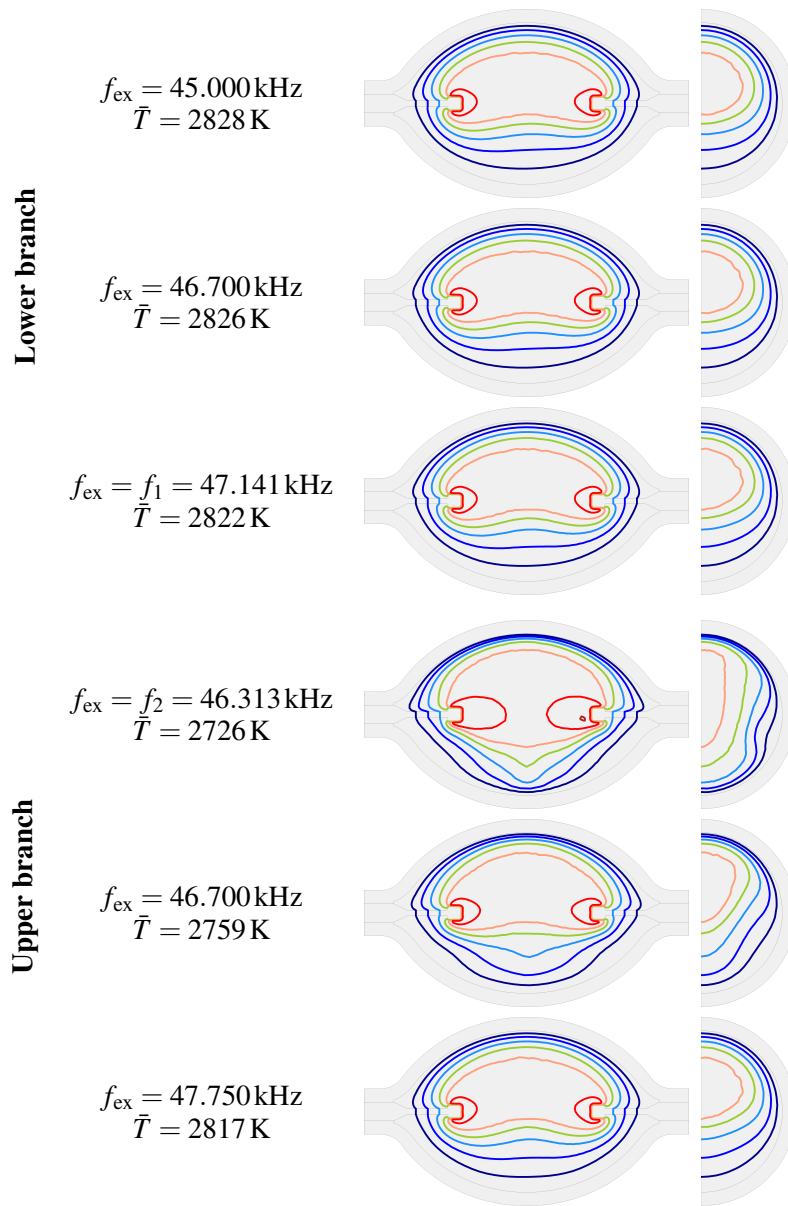 Lower branch
f_ex = 45.000 kHz
T̄ = 2828 K
f_ex = 46.700 kHz
T̄ = 2826 K
f_ex = f_1 = 47.141 kHz
T̄ = 2822 K
Upper branch
f_ex = f_2 = 46.313 kHz
T̄ = 2726 K
f_ex = 46.700 kHz
T̄ = 2759 K
f_ex = 47.750 kHz
T̄ = 2817 K